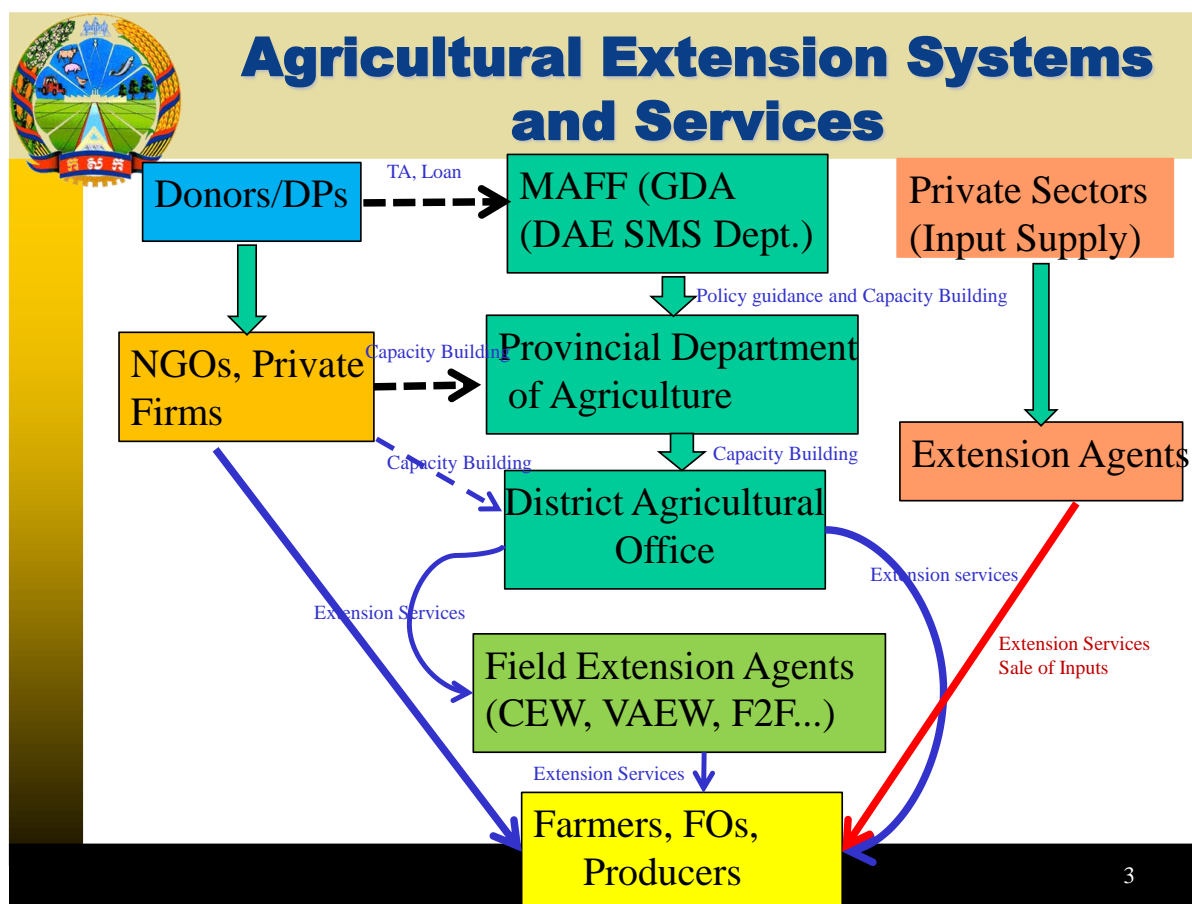 Agricultural Extension Systems
and Services
ក ស ក
Donors/DPs
TA, Loan
MAFF (GDA
(DAE SMS Dept.)
Private Sectors
(Input Supply)
Policy guidance and Capacity Building
NGOs, Private
Firms
Capacity Building
Provincial Department
of Agriculture
Capacity Building
Capacity Building
Extension Agents
District Agricultural
Office
Extension services
Extension Services
Field Extension Agents
(CEW, VAEW, F2F...)
Extension Services
Sale of Inputs
Extension Services
Farmers, FOs,
Producers
3